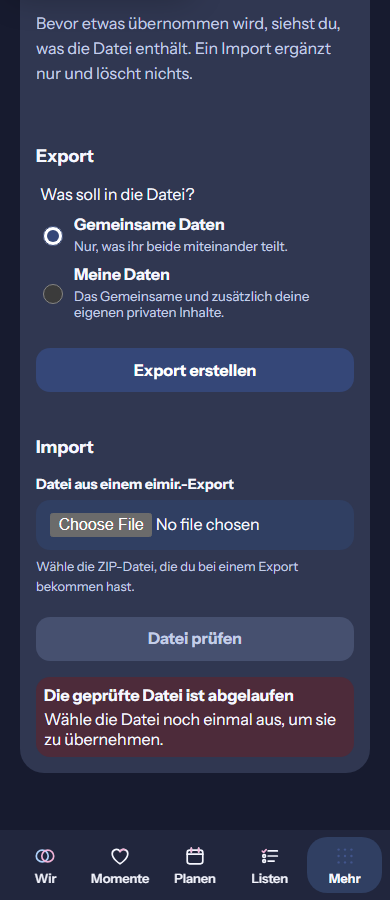 Bevor etwas übernommen wird, siehst du,
was die Datei enthält. Ein Import ergänzt
nur und löscht nichts.
Export
Was soll in die Datei?
Gemeinsame Daten
Nur, was ihr beide miteinander teilt.
Meine Daten
Das Gemeinsame und zusätzlich deine
eigenen privaten Inhalte.
Export erstellen
Import
Datei aus einem eimir.-Export
Choose File No file chosen
Wähle die ZIP-Datei, die du bei einem Export
bekommen hast.
Datei prüfen
Die geprüfte Datei ist abgelaufen
Wähle die Datei noch einmal aus, um sie
zu übernehmen.
Wir Momente Planen Listen Mehr